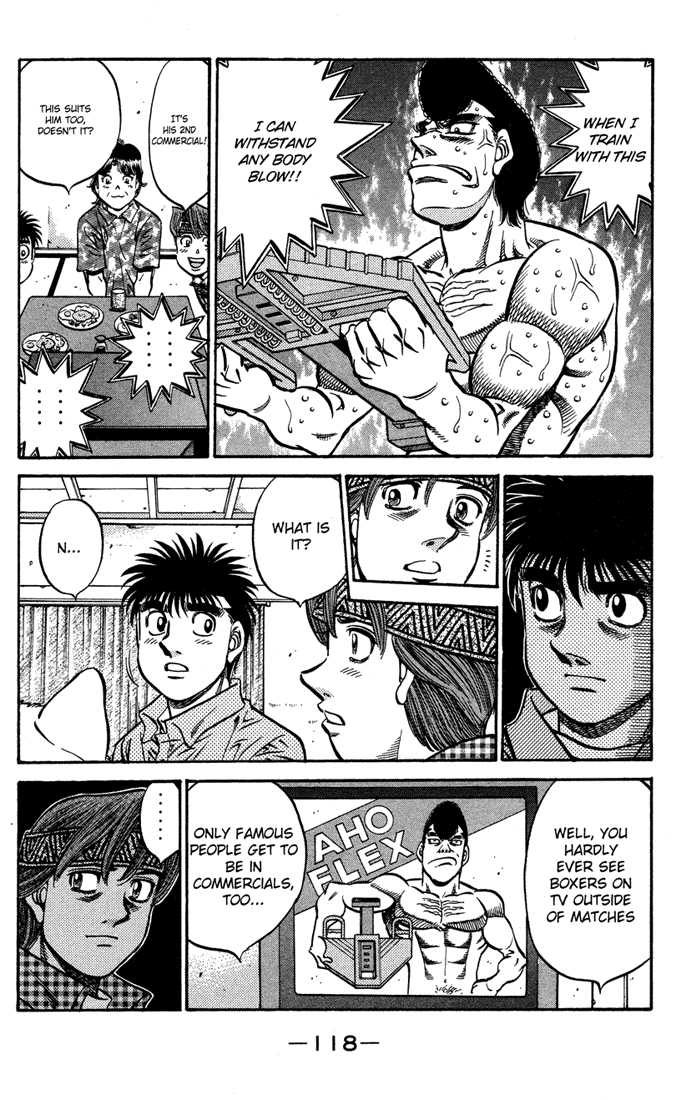 WHEN I
TRAIN
WITH THIS
I CAN
WITHSTAND
ANY BODY
BLOW!!
IT'S
HIS 2ND
COMMERCIAL!
THIS SUITS
HIM TOO,
DOESN'T IT?
WHAT IS
IT?
N...
WELL, YOU
HARDLY
EVER SEE
BOXERS ON
TV OUTSIDE
OF MATCHES
AHO
FLEX
ONLY FAMOUS
PEOPLE GET TO
BE IN
COMMERCIALS,
TOO...
—118—